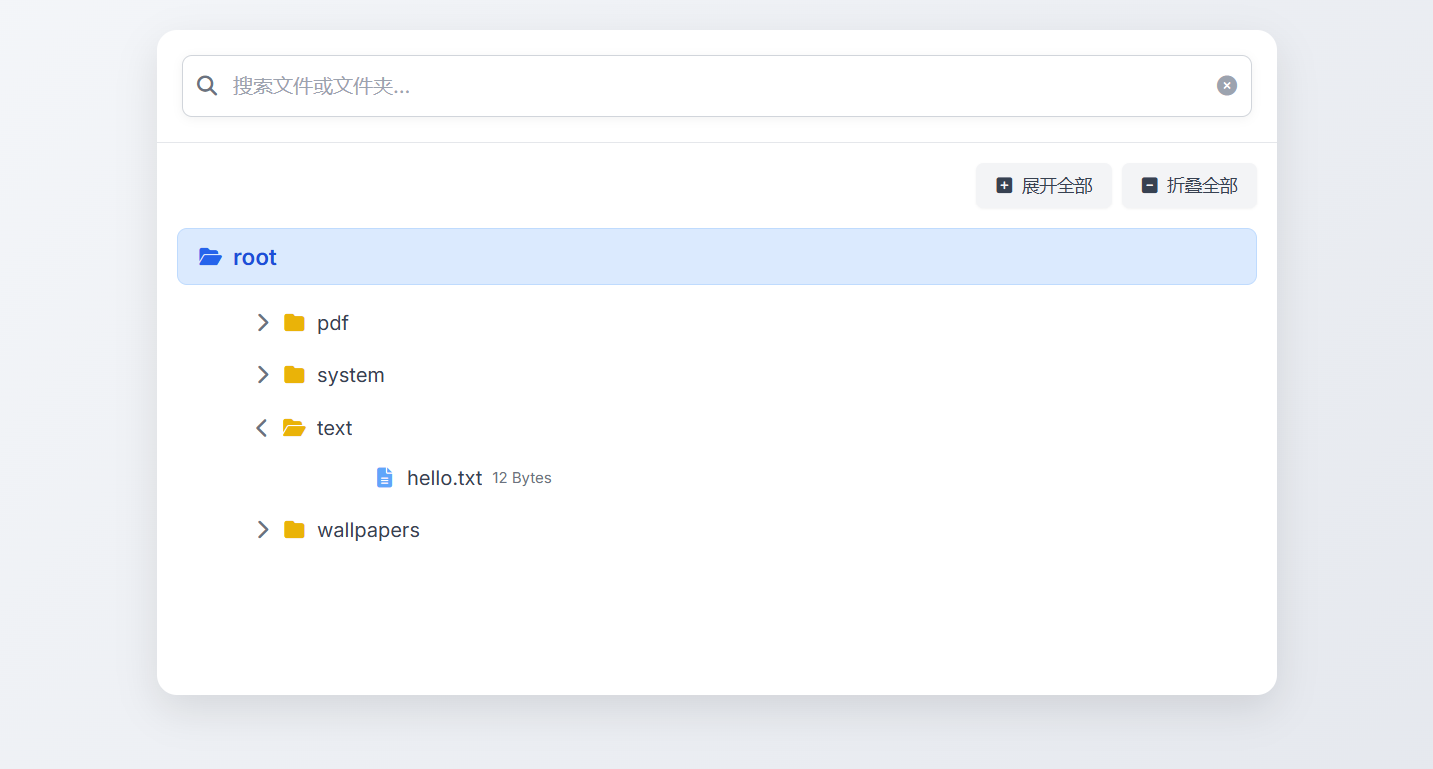 搜索文件或文件夹...
展开全部 折叠全部
root
pdf
system
text
hello.txt 12 Bytes
wallpapers